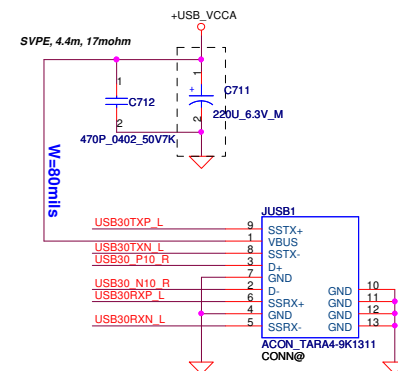 +USB_VCCA
SVPE, 4.4m, 17mohm
1
1
C711
+
C712
220U_6.3V_M
2
2
470P_0402_50V7K
W=80mils
JUSB1
USB30TXP_L 9 SSTX+
1 VBUS
USB30TXN_L 8 SSTX-
USB30_P10_R 3 D+
7 GND
USB30_N10_R 2 D- GND 10
USB30RXP_L 6 SSRX+ GND 11
4 GND GND 12
USB30RXN_L 5 SSRX- GND 13
ACON_TARA4-9K1311
CONN@